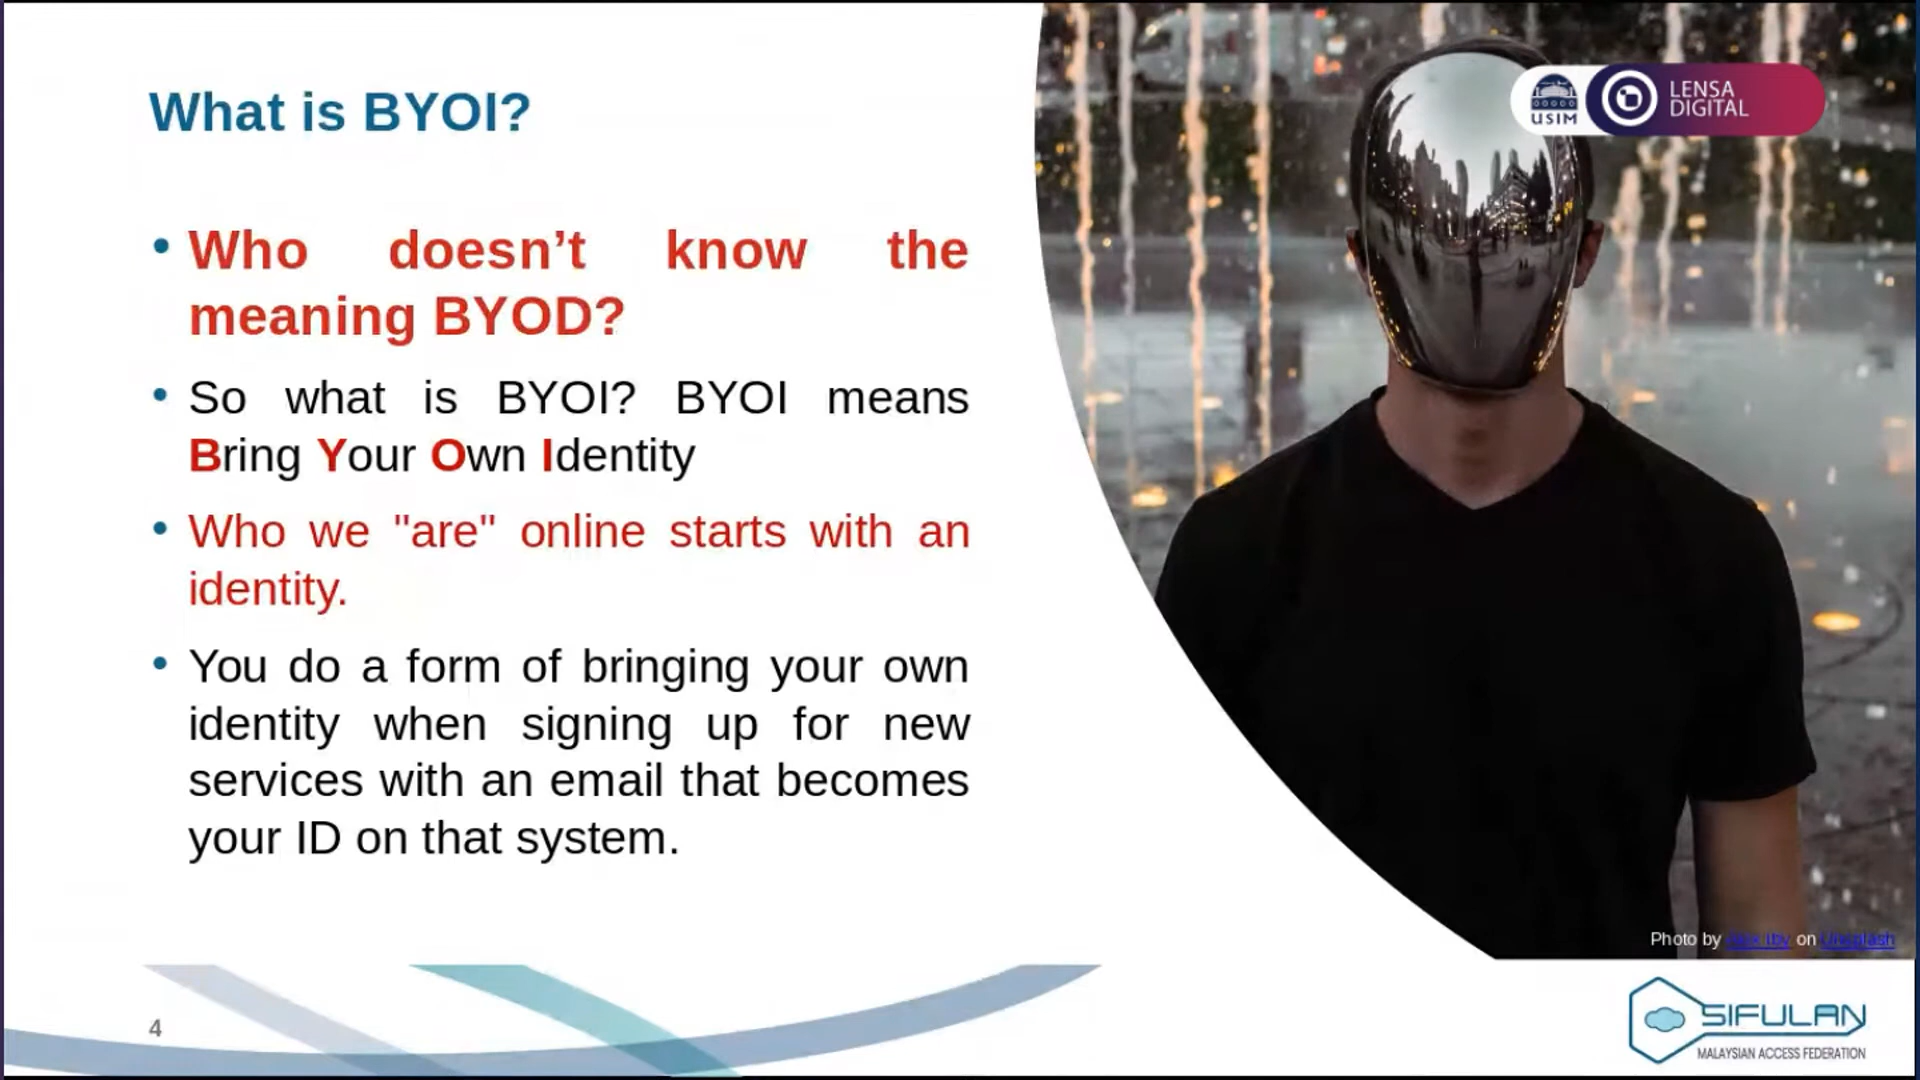 What is BYOI?
USIM
LENSA
DIGITAL
• Who doesn’t know the
meaning BYOD?
• So what is BYOI? BYOI means
Bring Your Own Identity
• Who we "are" online starts with an
identity.
• You do a form of bringing your own
identity when signing up for new
services with an email that becomes
your ID on that system.
Photo by on Unsplash
4
SIFULAN
MALAYSIAN ACCESS FEDERATION